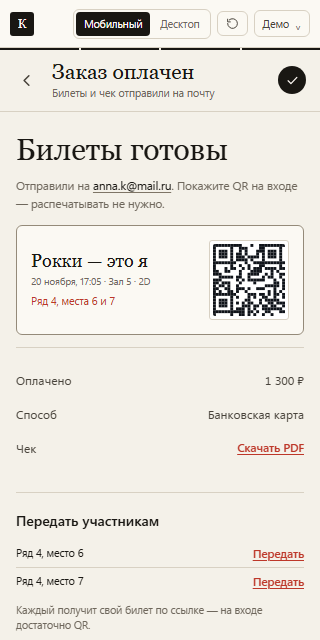 K
Мобильный
Десктоп
Демо
Заказ оплачен
Билеты и чек отправили на почту
Билеты готовы
Отправили на anna.k@mail.ru. Покажите QR на входе
— распечатывать не нужно.
Рокки — это я
20 ноября, 17:05 · Зал 5 · 2D
Ряд 4, места 6 и 7
Оплачено 1 300 ₽
Способ Банковская карта
Чек Скачать PDF
Передать участникам
Ряд 4, место 6 Передать
Ряд 4, место 7 Передать
Каждый получит свой билет по ссылке — на входе
достаточно QR.